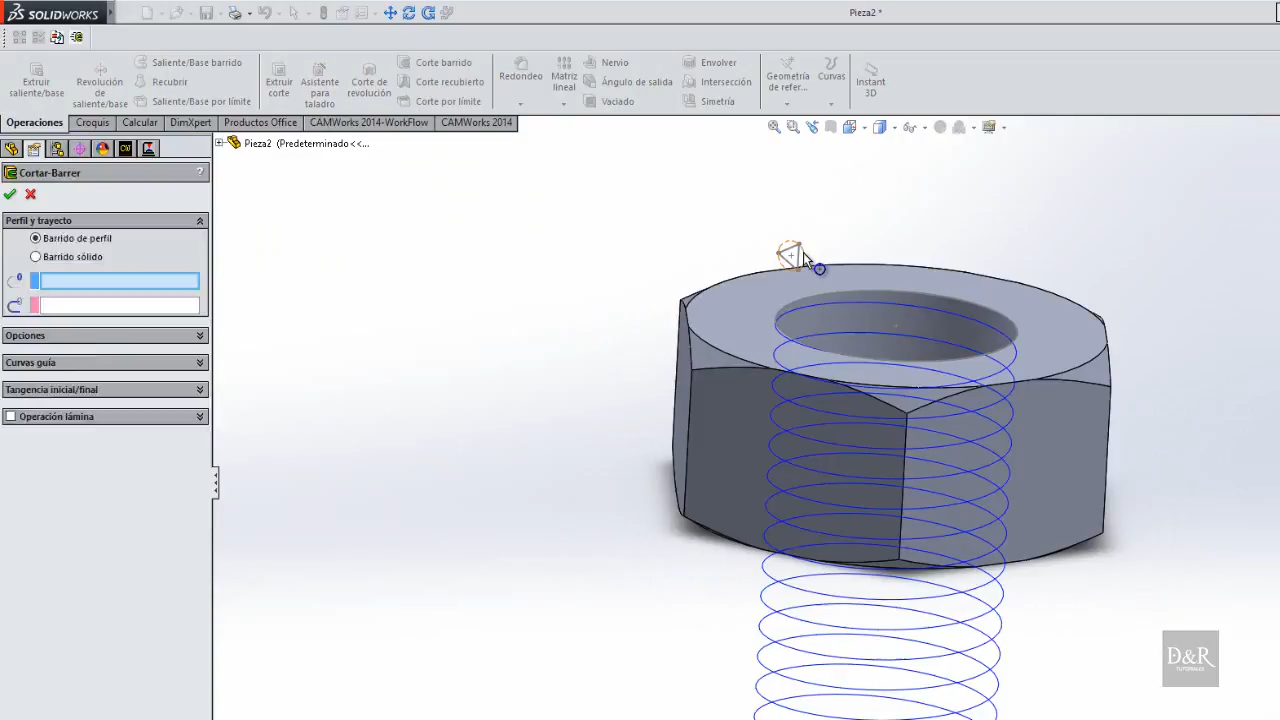 SOLIDWORKS
Pieza2 *
Extruir saliente/base
Revolución de saliente/base
Saliente/Base barrido
Recubrir
Saliente/Base por límite
Extruir corte
Asistente para taladro
Corte de revolución
Corte barrido
Corte recubierto
Corte por límite
Redondeo
Matriz lineal
Nervio
Ángulo de salida
Vaciado
Envolver
Intersección
Simetría
Geometría de refer...
Curvas
Instant 3D
Operaciones
Croquis
Calcular
DimXpert
Productos Office
CAMWorks 2014-WorkFlow
CAMWorks 2014
Pieza2 (Predeterminado <<...
Cortar-Barrer
?
Perfil y trayecto
Barrido de perfil
Barrido sólido
Opciones
Curvas guía
Tangencia inicial/final
Operación lámina
D&R
TUTORIALES